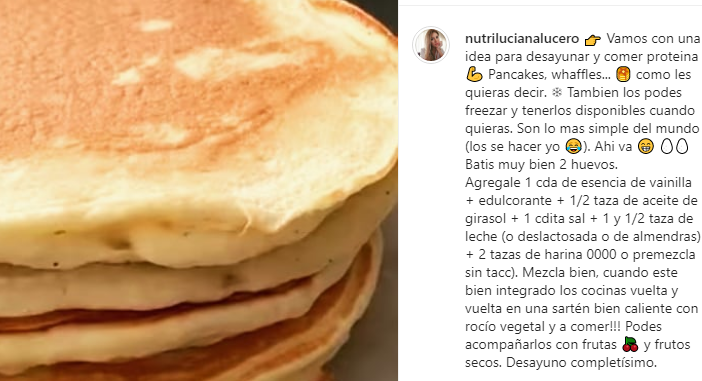 nutrilucianalucero 👉 Vamos con una
idea para desayunar y comer proteina
💪 Pancakes, whaffles... 🥞 como les
quieras decir. ❄ Tambien los podes
freezar y tenerlos disponibles cuando
quieras. Son lo mas simple del mundo
(los se hacer yo 😂). Ahi va 😁 🥚🥚
Batis muy bien 2 huevos.
Agregale 1 cda de esencia de vainilla
+ edulcorante + 1/2 taza de aceite de
girasol + 1 cdita sal + 1 y 1/2 taza de
leche (o deslactosada o de almendras)
+ 2 tazas de harina 0000 o premezcla
sin tacc). Mezcla bien, cuando este
bien integrado los cocinas vuelta y
vuelta en una sartén bien caliente con
rocío vegetal y a comer!!! Podes
acompañarlos con frutas 🍒 y frutos
secos. Desayuno completísimo.